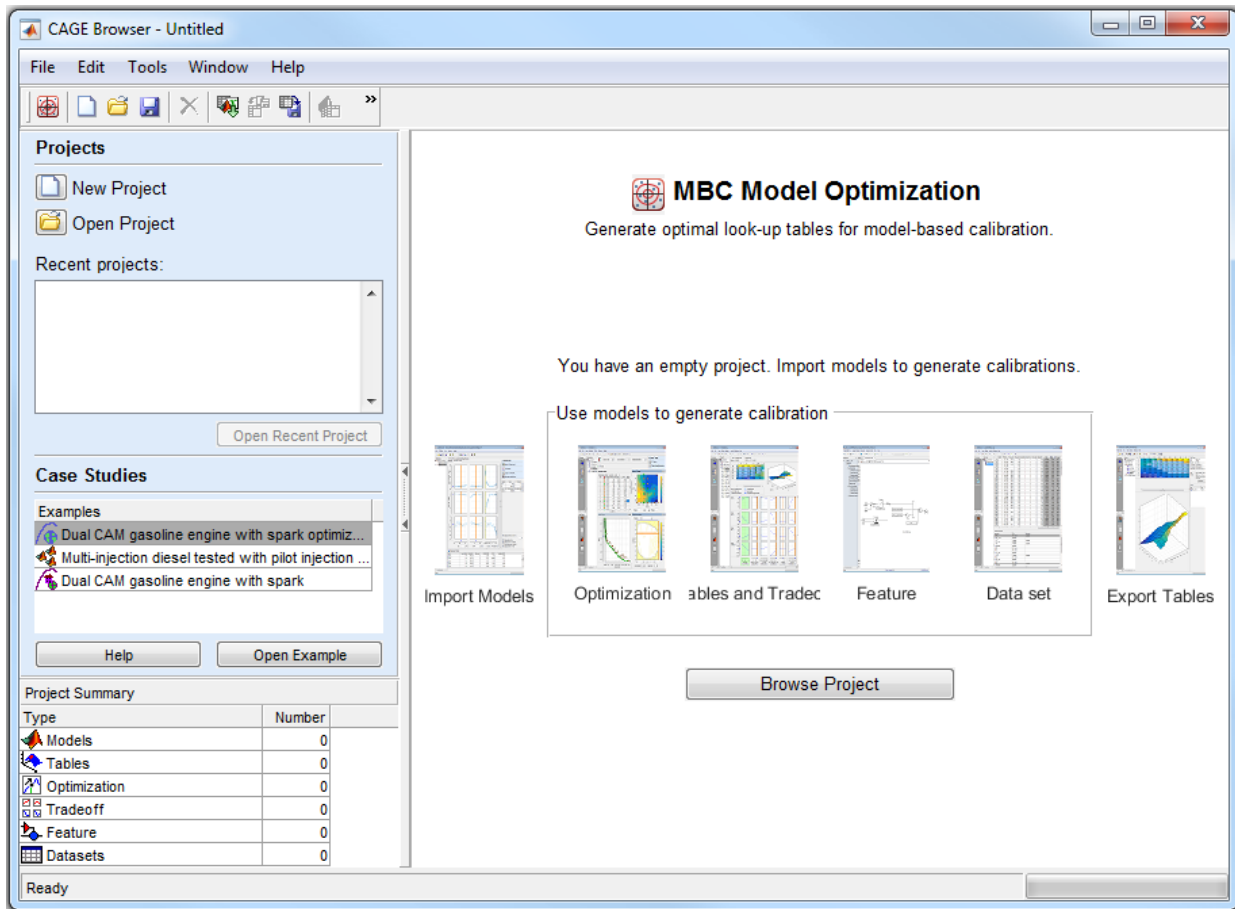 CAGE Browser - Untitled
File Edit Tools Window Help
»
Projects
New Project
Open Project
Recent projects:
Open Recent Project
Case Studies
Examples
Dual CAM gasoline engine with spark optimiz...
Multi-injection diesel tested with pilot injection ...
Dual CAM gasoline engine with spark
Help Open Example
Project Summary
Type Number
Models 0
Tables 0
Optimization 0
Tradeoff 0
Feature 0
Datasets 0
Ready
MBC Model Optimization
Generate optimal look-up tables for model-based calibration.
You have an empty project. Import models to generate calibrations.
Use models to generate calibration
Import Models Optimization ables and Tradec Feature Data set Export Tables
Browse Project